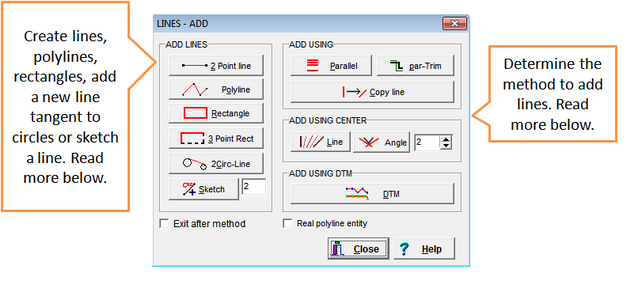 Create lines,
polylines,
rectangles, add
a new line
tangent to
circles or sketch
a line. Read
more below.
LINES - ADD
ADD LINES
2 Point line
Polyline
Rectangle
3 Point Rect
2Circ-Line
Sketch
2
Exit after method
ADD USING
Parallel
par-Trim
Copy line
ADD USING CENTER
Line
Angle
2
ADD USING DTM
DTM
Real polyline entity
Close
? Help
Determine the
method to add
lines. Read
more below.